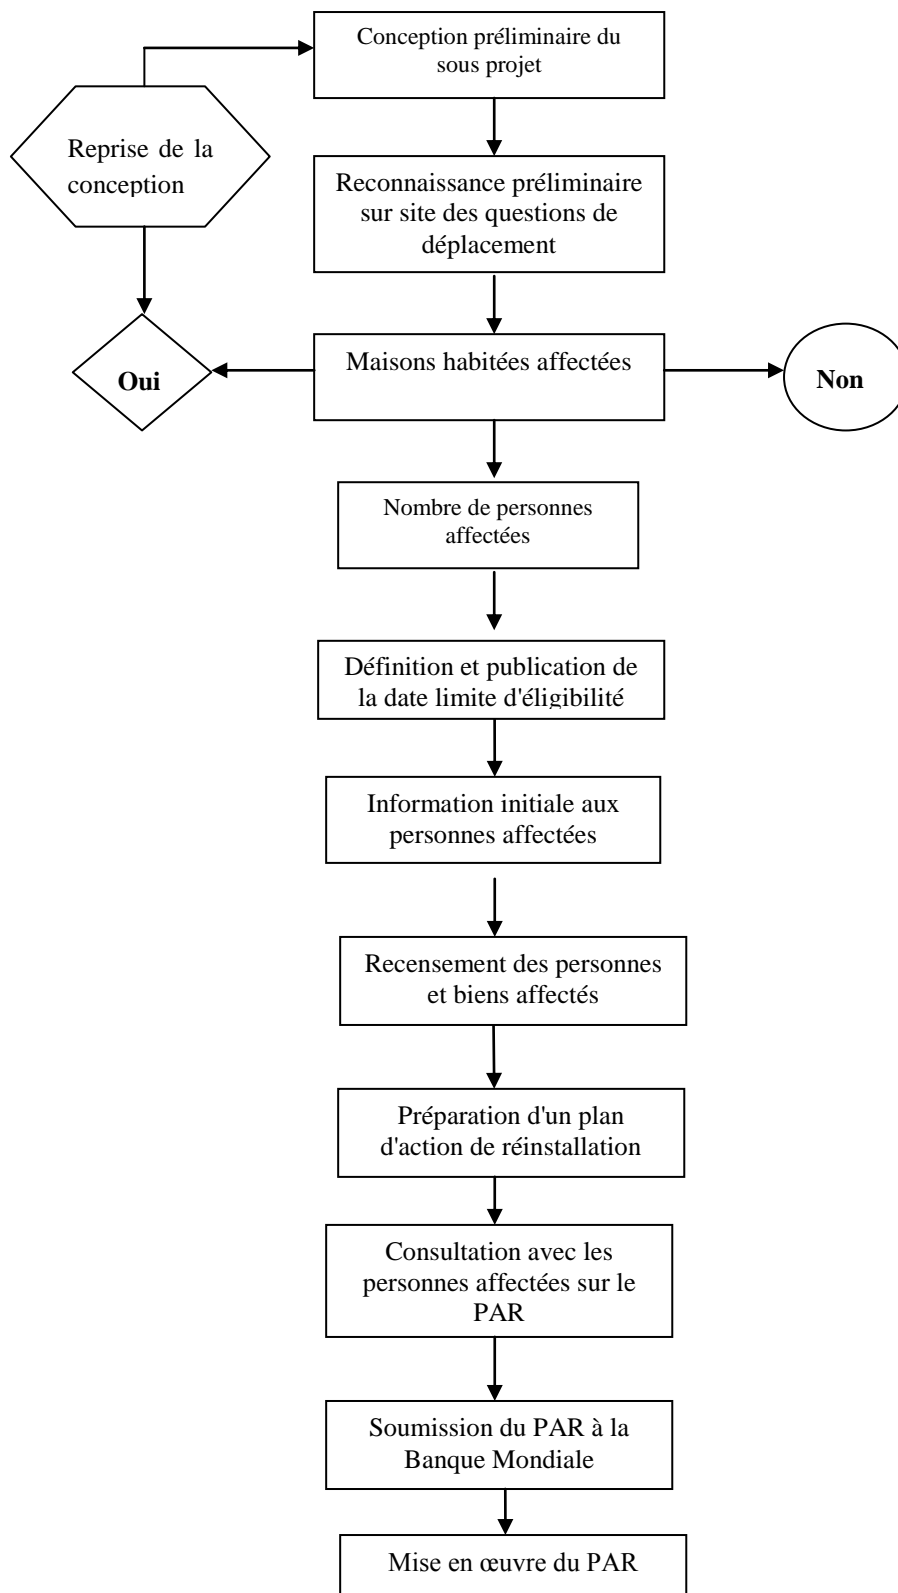 Conception préliminaire du
sous projet
Reprise de la
conception
Reconnaissance préliminaire
sur site des questions de
déplacement
Maisons habitées affectées
Oui
Non
Nombre de personnes
affectées
Définition et publication de
la date limite d'éligibilité
Information initiale aux
personnes affectées
Recensement des personnes
et biens affectés
Préparation d'un plan
d'action de réinstallation
Consultation avec les
personnes affectées sur le
PAR
Soumission du PAR à la
Banque Mondiale
Mise en œuvre du PAR